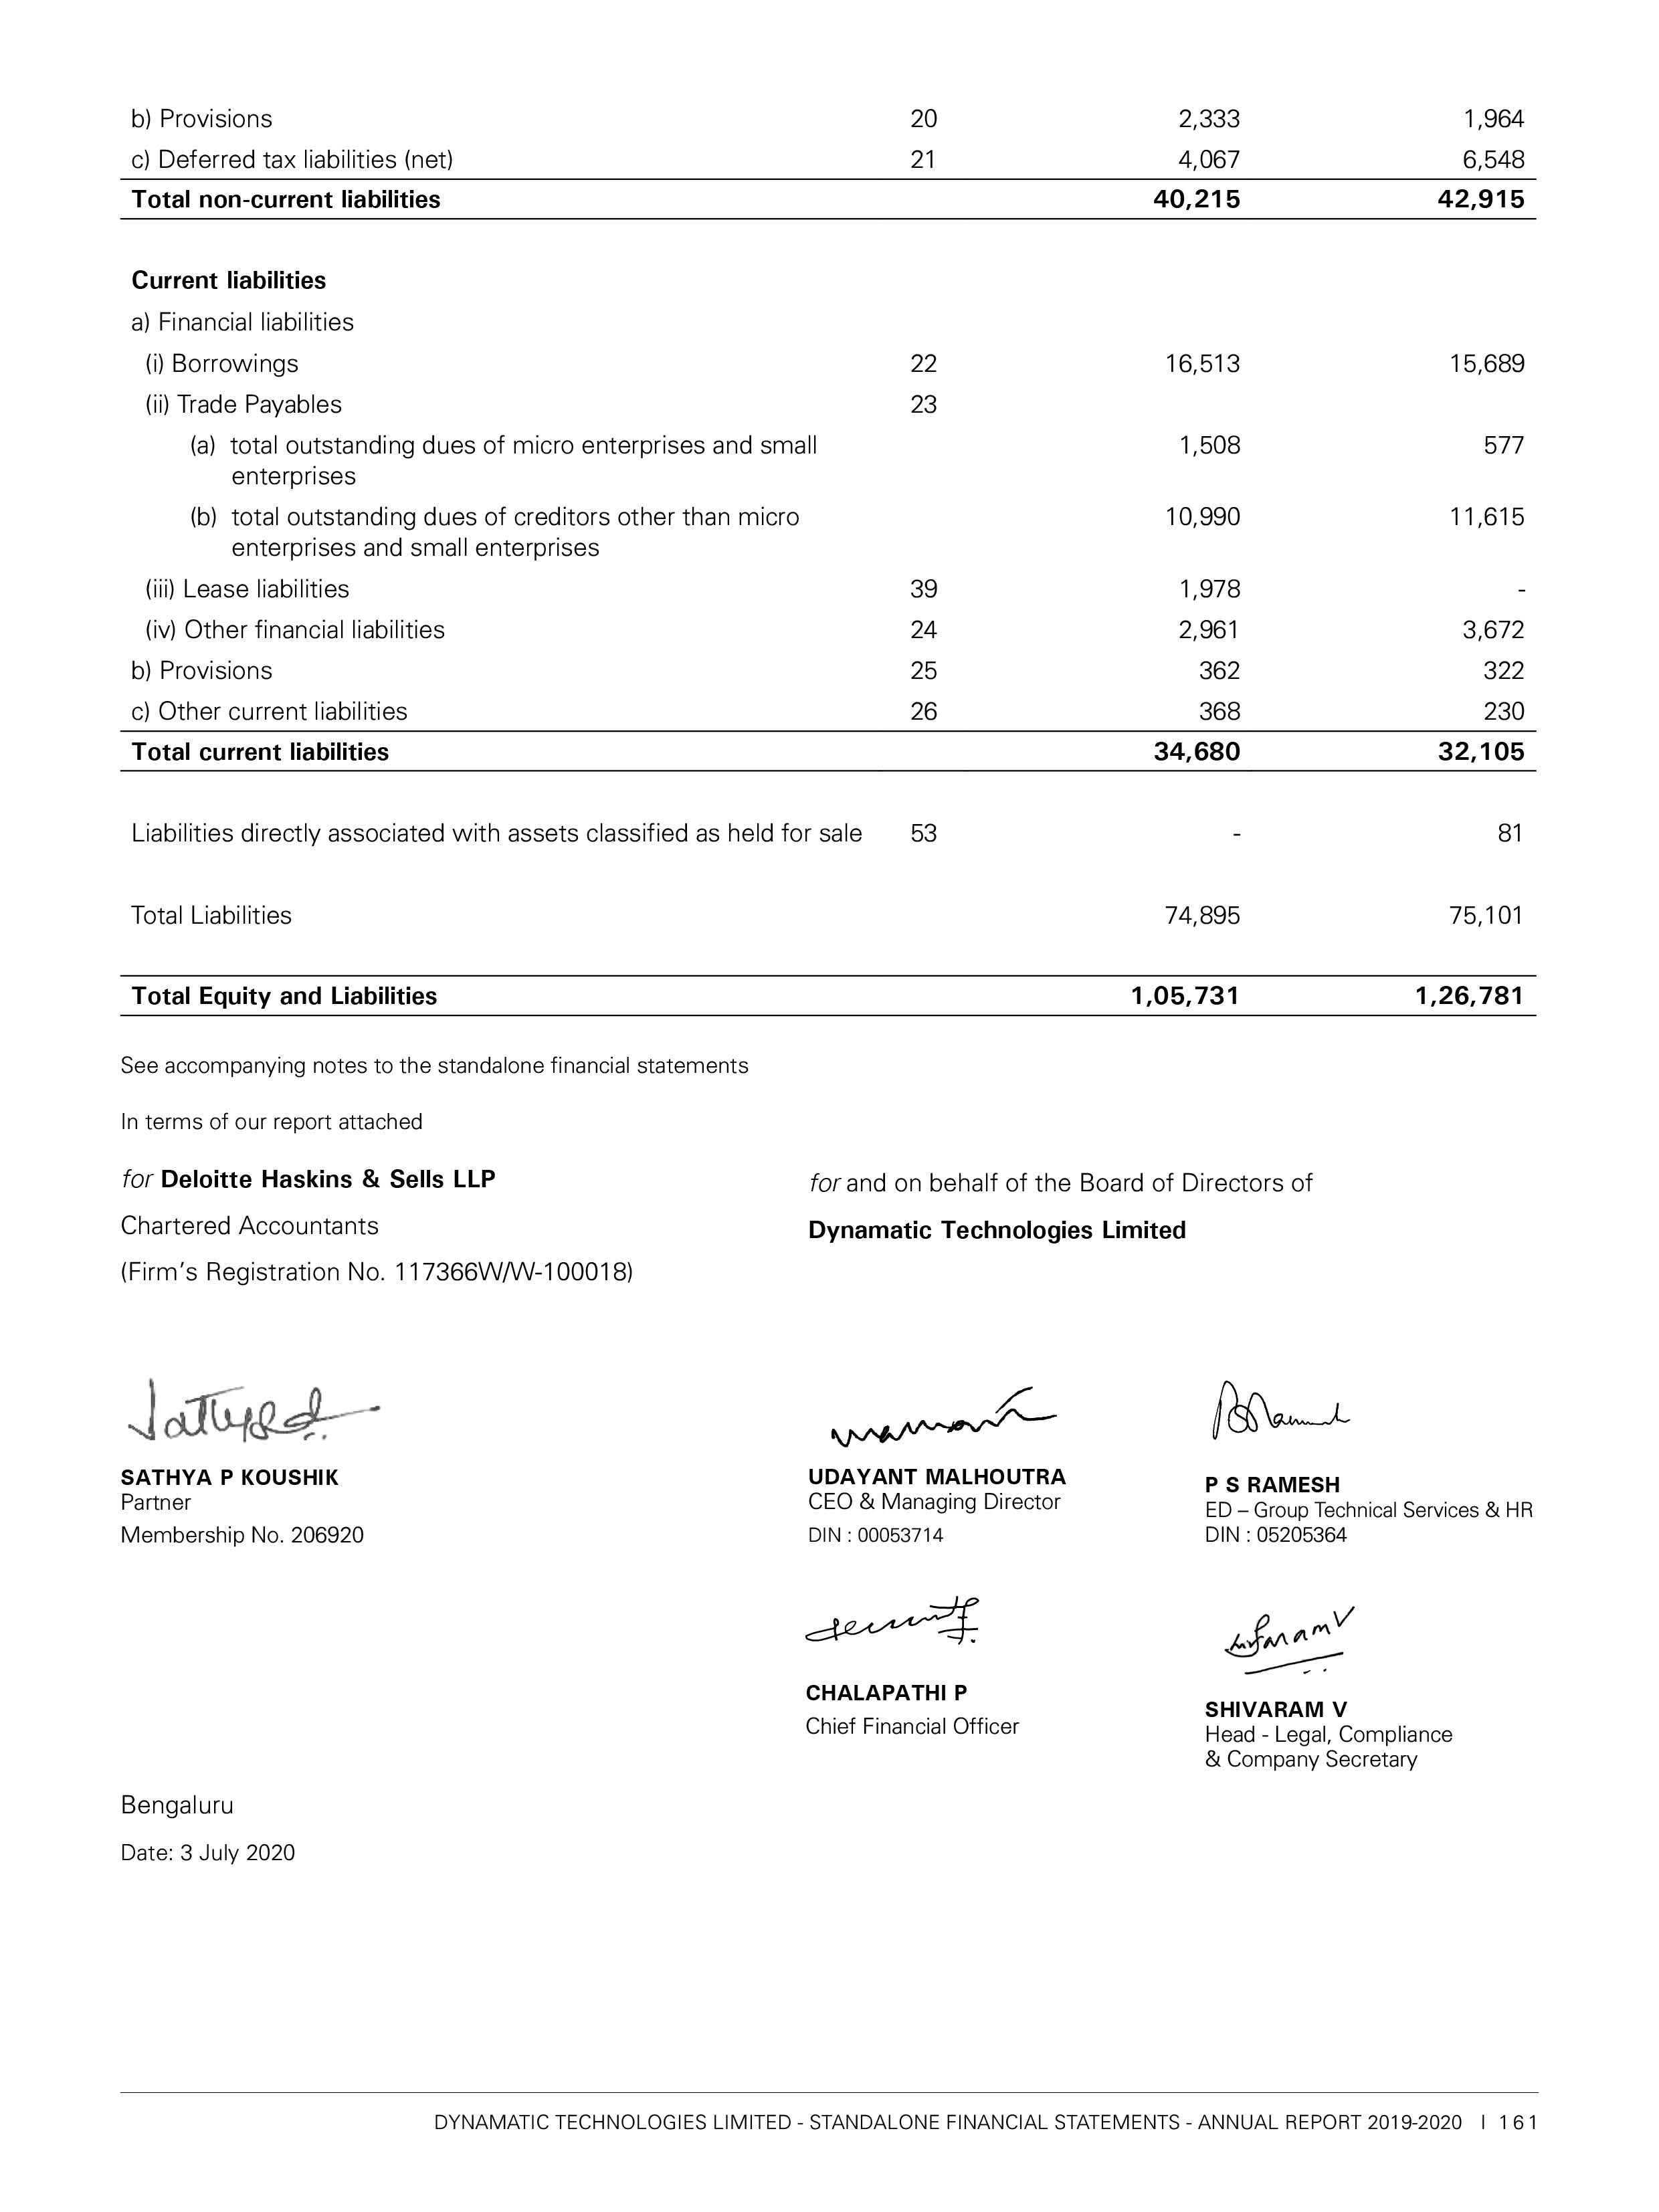 b) Provisions 20 2,333 1,964
c) Deferred tax liabilities (net) 21 4,067 6,548
Total non-current liabilities 40,215 42,915
Current liabilities
a) Financial liabilities
(i) Borrowings 22 16,513 15,689
(ii) Trade Payables 23
(a) total outstanding dues of micro enterprises and small 1,508 577
enterprises
(b) total outstanding dues of creditors other than micro 10,990 11,615
enterprises and small enterprises
(iii) Lease liabilities 39 1,978 -
(iv) Other financial liabilities 24 2,961 3,672
b) Provisions 25 362 322
c) Other current liabilities 26 368 230
Total current liabilities 34,680 32,105
Liabilities directly associated with assets classified as held for sale 53 - 81
Total Liabilities 74,895 75,101
Total Equity and Liabilities 1,05,731 1,26,781
See accompanying notes to the standalone financial statements
In terms of our report attached
for Deloitte Haskins & Sells LLP
Chartered Accountants
(Firm's Registration No. 117366W/W-100018)
for and on behalf of the Board of Directors of
Dynamatic Technologies Limited
SATHYA P KOUSHIK
Partner
Membership No. 206920
UDAYANT MALHOUTRA
CEO & Managing Director
DIN : 00053714
P S RAMESH
ED – Group Technical Services & HR
DIN : 05205364
CHALAPATHI P
Chief Financial Officer
SHIVARAM V
Head - Legal, Compliance
& Company Secretary
Bengaluru
Date: 3 July 2020
DYNAMATIC TECHNOLOGIES LIMITED - STANDALONE FINANCIAL STATEMENTS - ANNUAL REPORT 2019-2020 | 161